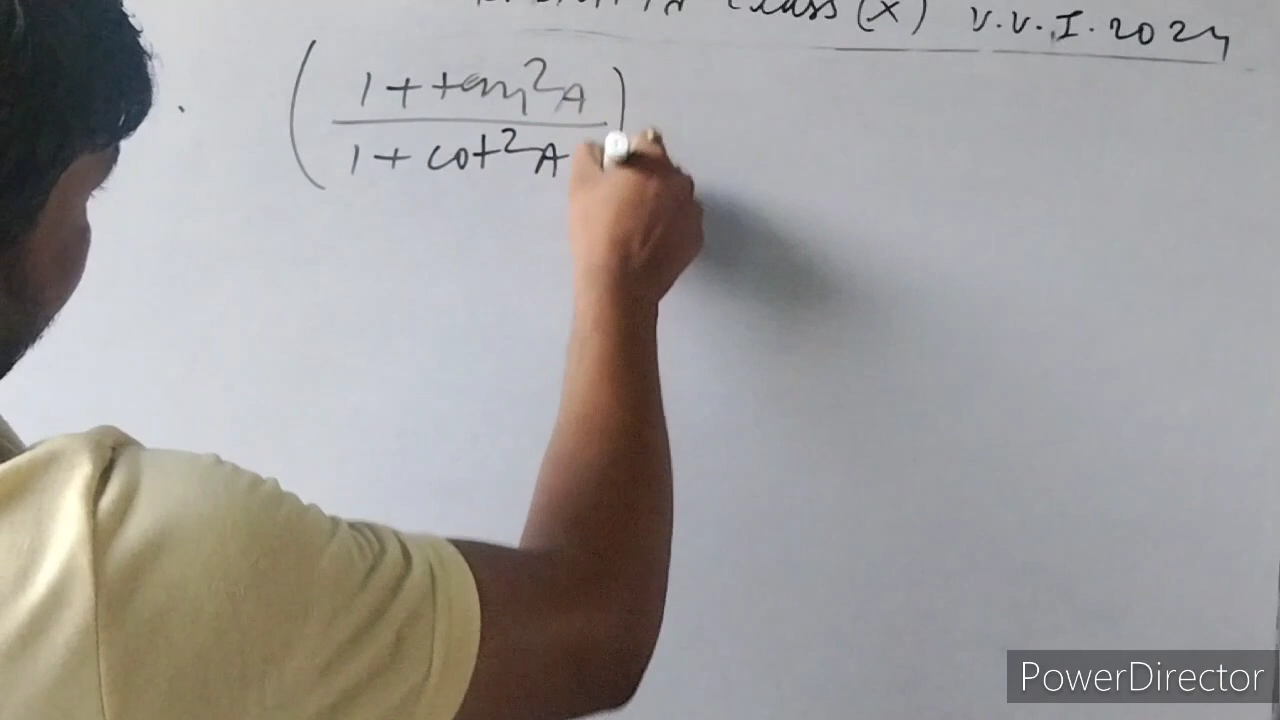 Class (X) V.V.I. 2024
( 1 + tan²A )
1 + cot²A
PowerDirector